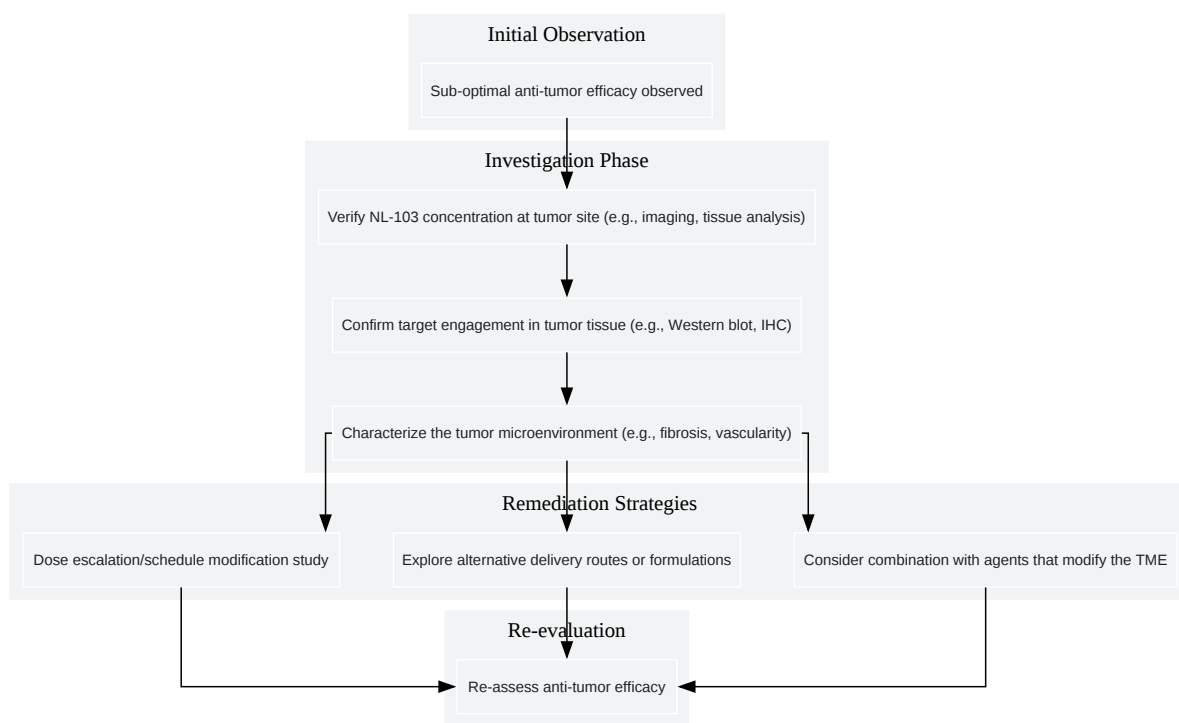 Initial Observation
Sub-optimal anti-tumor efficacy observed
Investigation Phase
Verify NL-103 concentration at tumor site (e.g., imaging, tissue analysis)
Confirm target engagement in tumor tissue (e.g., Western blot, IHC)
Characterize the tumor microenvironment (e.g., fibrosis, vascularity)
Remediation Strategies
Dose escalation/schedule modification study
Explore alternative delivery routes or formulations
Consider combination with agents that modify the TME
Re-evaluation
Re-assess anti-tumor efficacy